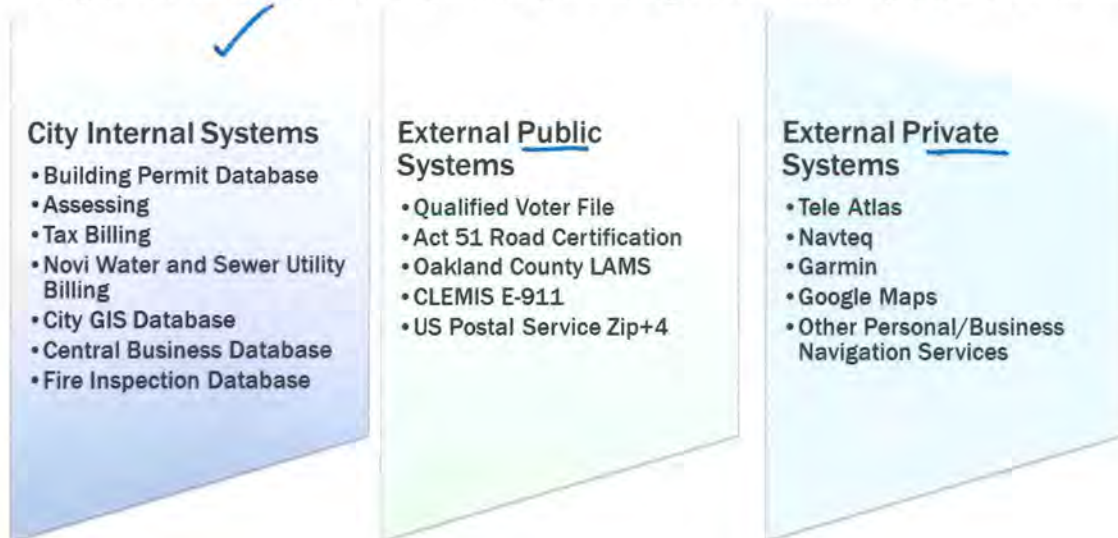 City Internal Systems
• Building Permit Database
• Assessing
• Tax Billing
• Novi Water and Sewer Utility
Billing
• City GIS Database
• Central Business Database
• Fire Inspection Database
External Public
Systems
• Qualified Voter File
• Act 51 Road Certification
• Oakland County LAMS
• CLEMIS E-911
• US Postal Service Zip+4
External Private
Systems
• Tele Atlas
• Navteq
• Garmin
• Google Maps
• Other Personal/Business
Navigation Services